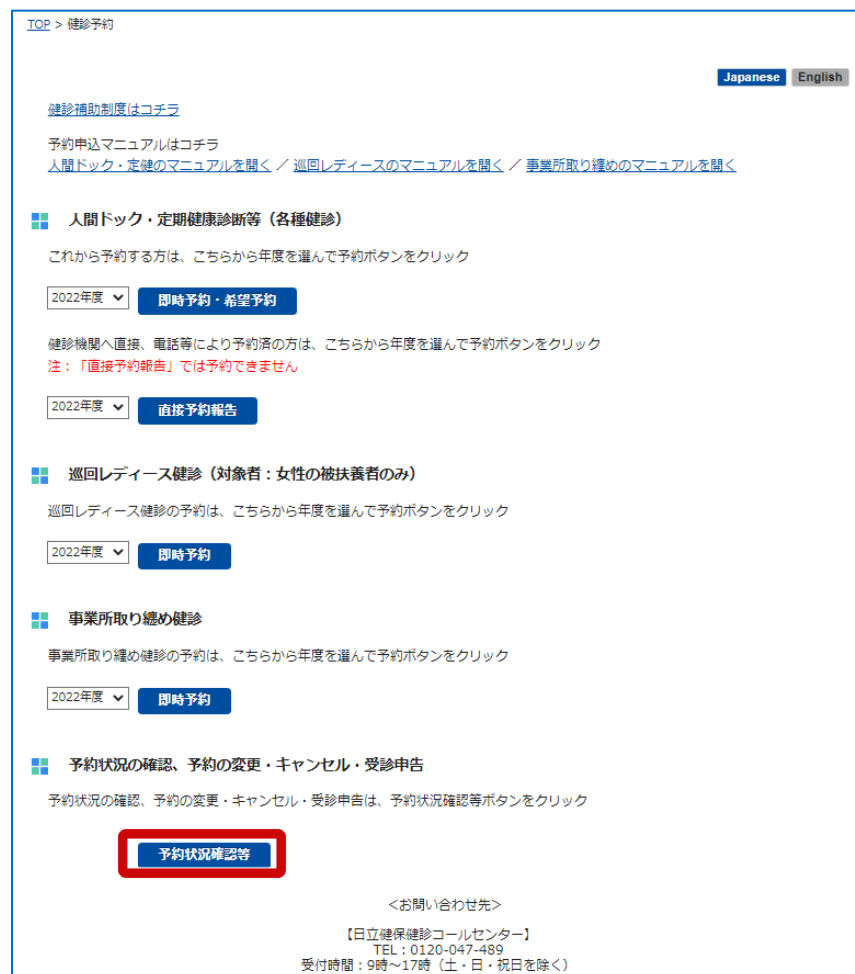 TOP > 健診予約
Japanese English
健診補助制度はコチラ
予約申込マニュアルはコチラ
人間ドック・定健のマニュアルを開く ／ 巡回レディースのマニュアルを開く ／ 事業所取り纏めのマニュアルを開く
人間ドック・定期健康診断等（各種健診）
これから予約する方は、こちらから年度を選んで予約ボタンをクリック
2022年度 即時予約・希望予約
健診機関へ直接、電話等により予約済の方は、こちらから年度を選んで予約ボタンをクリック
注：「直接予約報告」では予約できません
2022年度 直接予約報告
巡回レディース健診（対象者：女性の被扶養者のみ）
巡回レディース健診の予約は、こちらから年度を選んで予約ボタンをクリック
2022年度 即時予約
事業所取り纏め健診
事業所取り纏め健診の予約は、こちらから年度を選んで予約ボタンをクリック
2022年度 即時予約
予約状況の確認、予約の変更・キャンセル・受診申告
予約状況の確認、予約の変更・キャンセル・受診申告は、予約状況確認等ボタンをクリック
予約状況確認等
＜お問い合わせ先＞
【日立健保健診コールセンター】
TEL：0120-047-489
受付時間：9時～17時（土・日・祝日を除く）